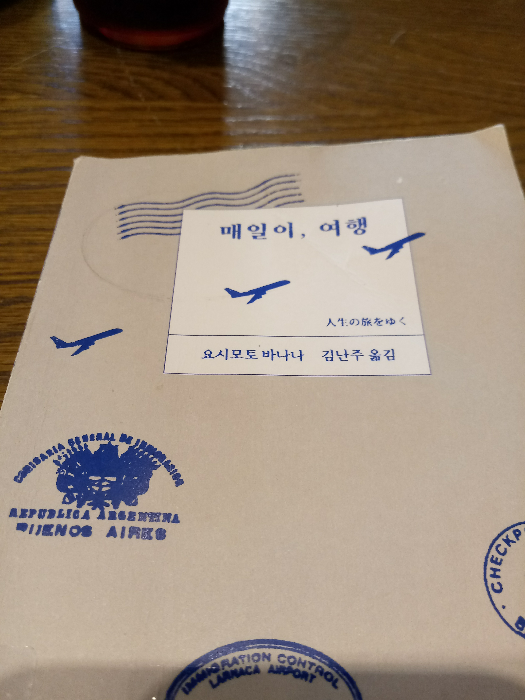 매일이, 여행
人生の旅をゆく
요시모토 바나나 김난주 옮김
REPUBLICA ARGENTINA
BUENOS AIRES
CHECKP
IMMIGRATION CONTROL
LARNACA AIRPORT